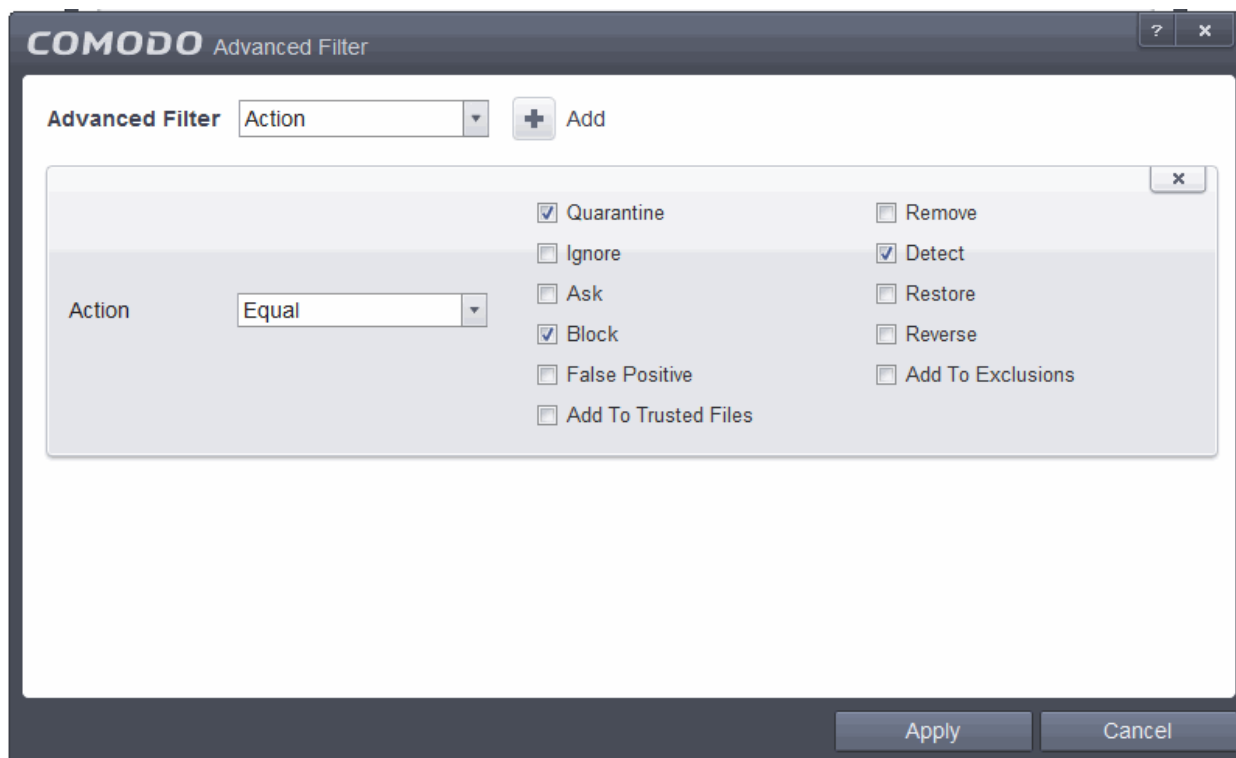 COMODO Advanced Filter
?
×
Advanced Filter Action
+ Add
×
Quarantine Remove
Ignore Detect
Ask Restore
Action Equal
Block Reverse
False Positive Add To Exclusions
Add To Trusted Files
Apply Cancel